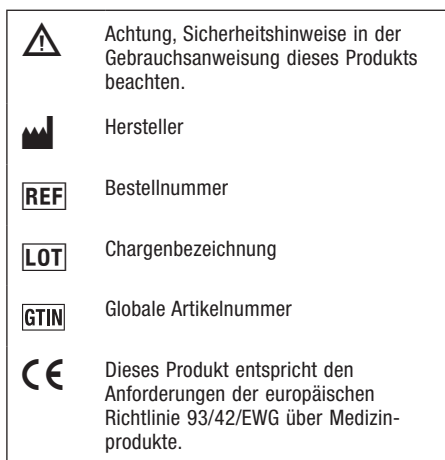 Achtung, Sicherheitshinweise in der
Gebrauchsanweisung dieses Produkts
beachten.
Hersteller
REF Bestellnummer
LOT Chargenbezeichnung
GTIN Globale Artikelnummer
CE Dieses Produkt entspricht den
Anforderungen der europäischen
Richtlinie 93/42/EWG über Medizin-
produkte.